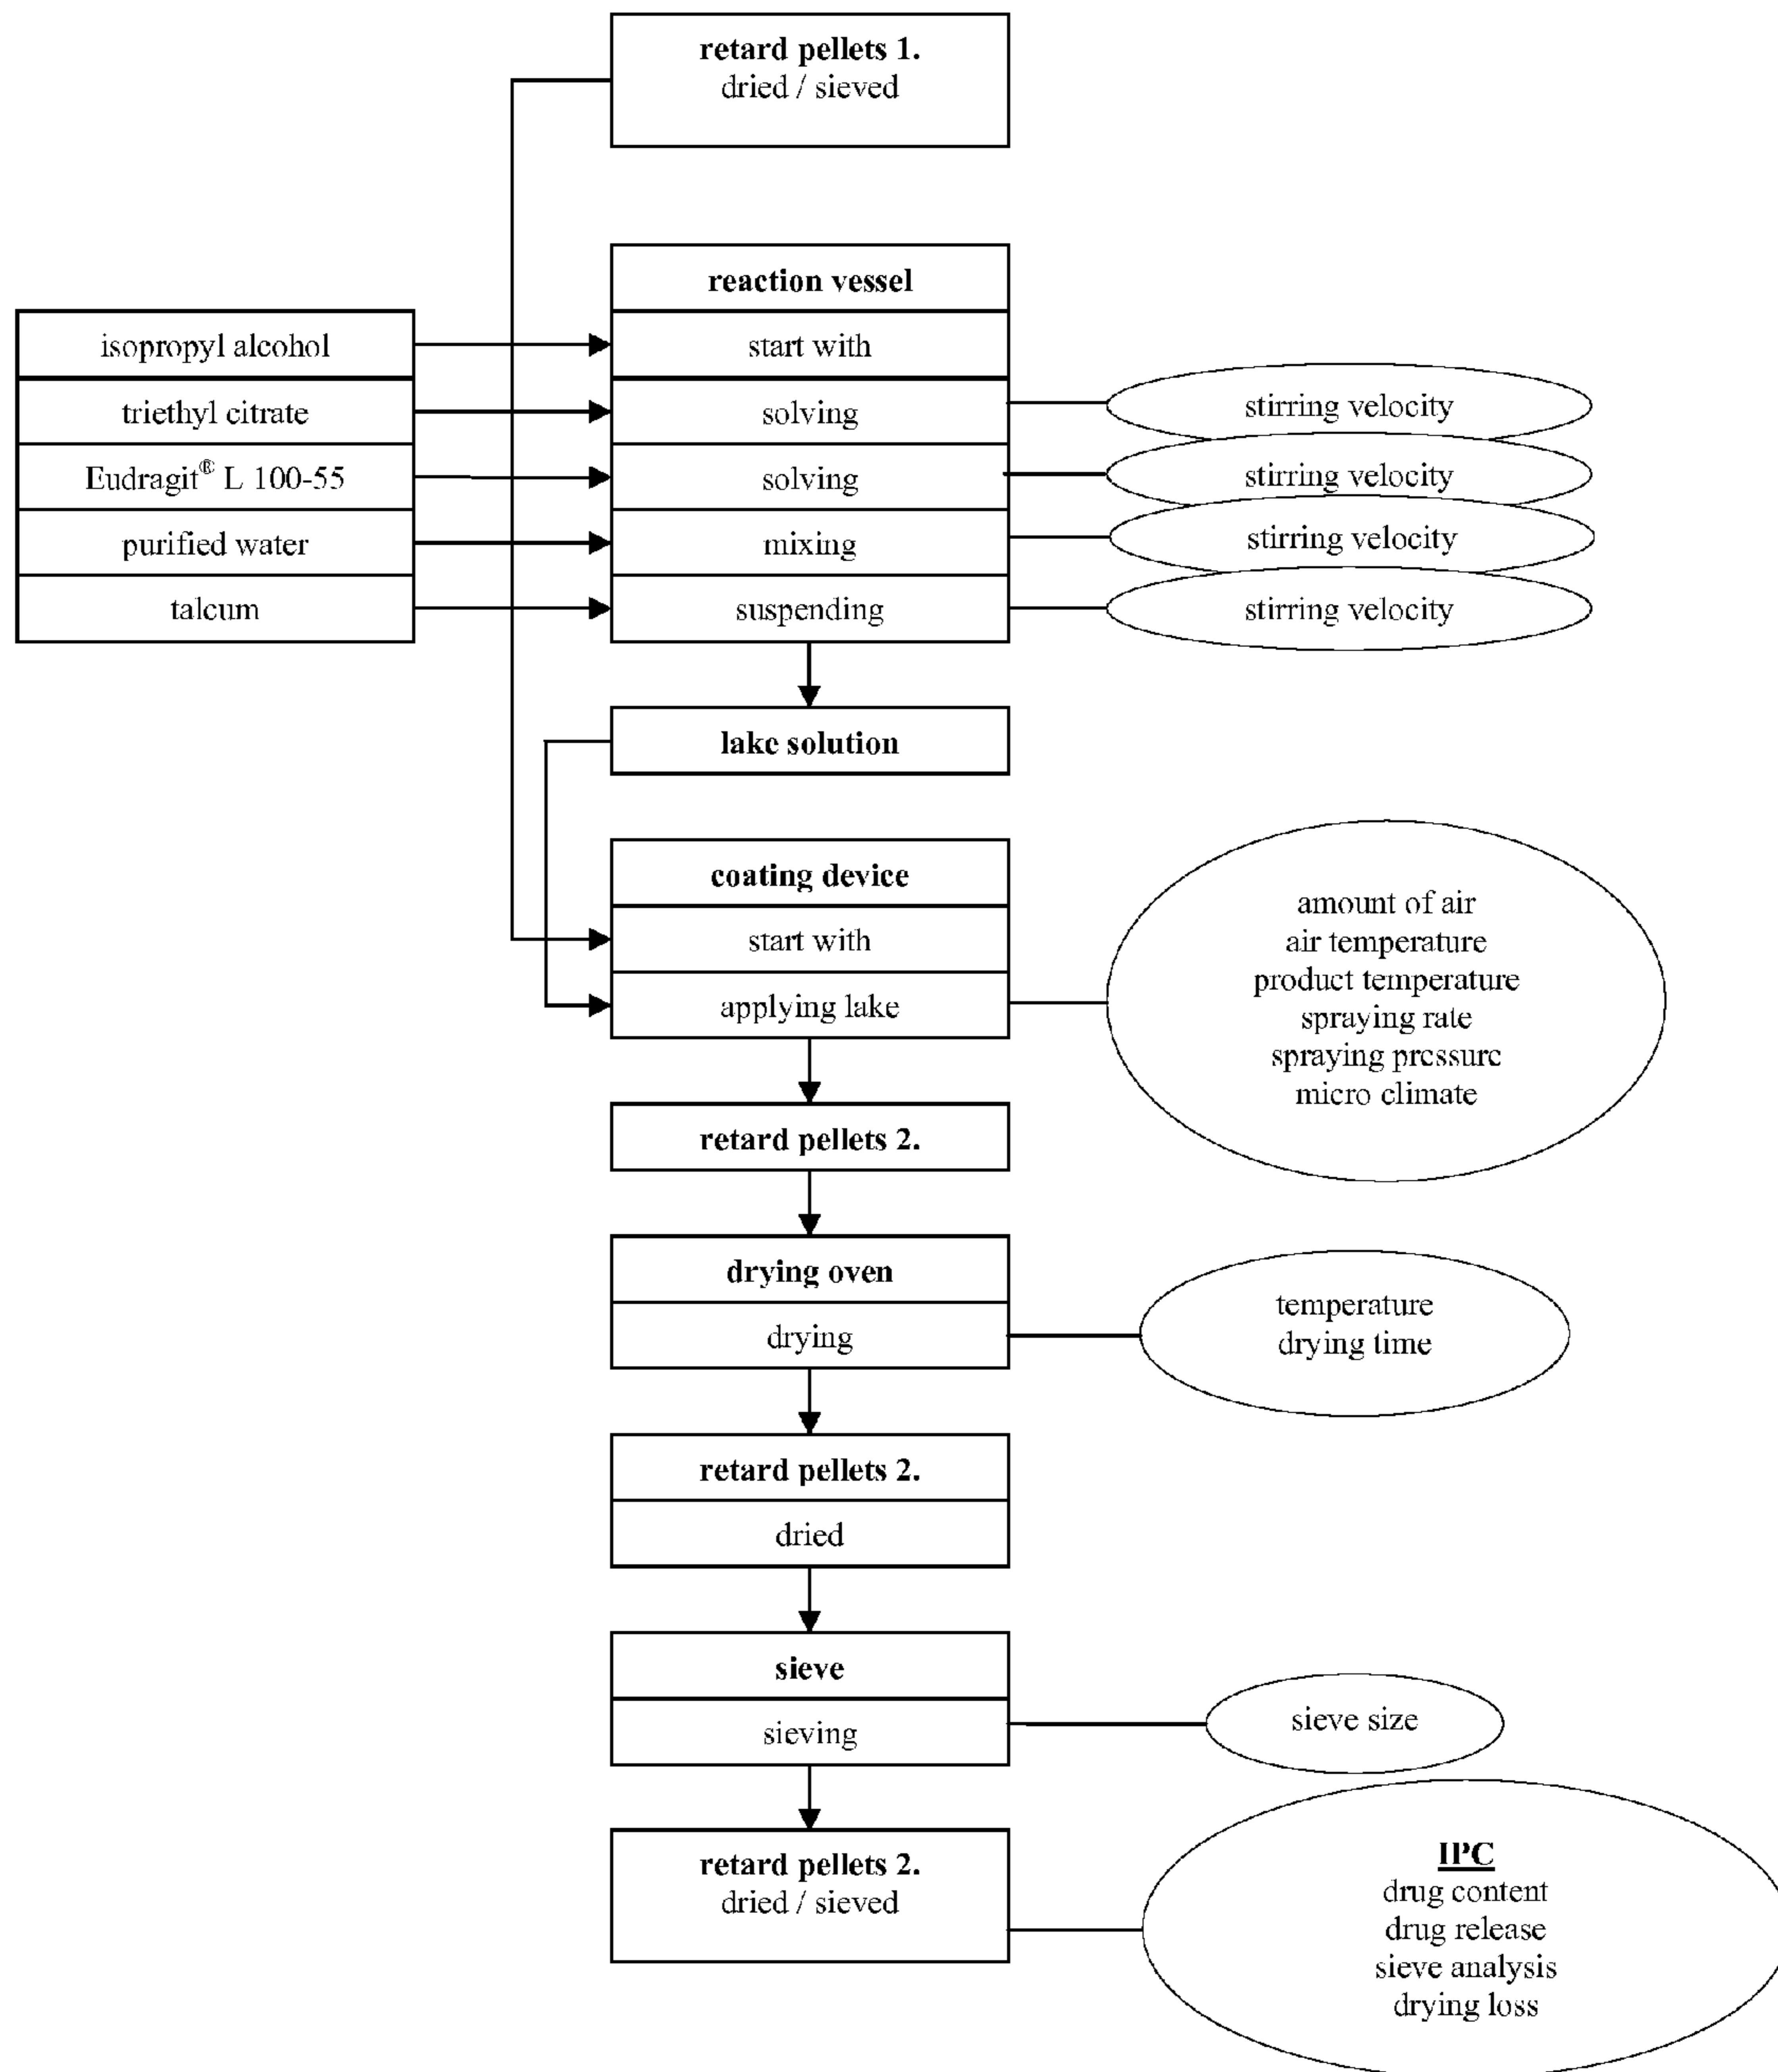 retard pellets 1.
dried / sieved
reaction vessel
isopropyl alcohol
start with
triethyl citrate
solving
stirring velocity
Eudragit® L 100-55
solving
stirring velocity
purified water
mixing
stirring velocity
talcum
suspending
stirring velocity
lake solution
coating device
start with
applying lake
amount of air
air temperature
product temperature
spraying rate
spraying pressure
micro climate
retard pellets 2.
drying oven
drying
temperature
drying time
retard pellets 2.
dried
sieve
sieving
sieve size
retard pellets 2.
dried / sieved
IPC
drug content
drug release
sieve analysis
drying loss